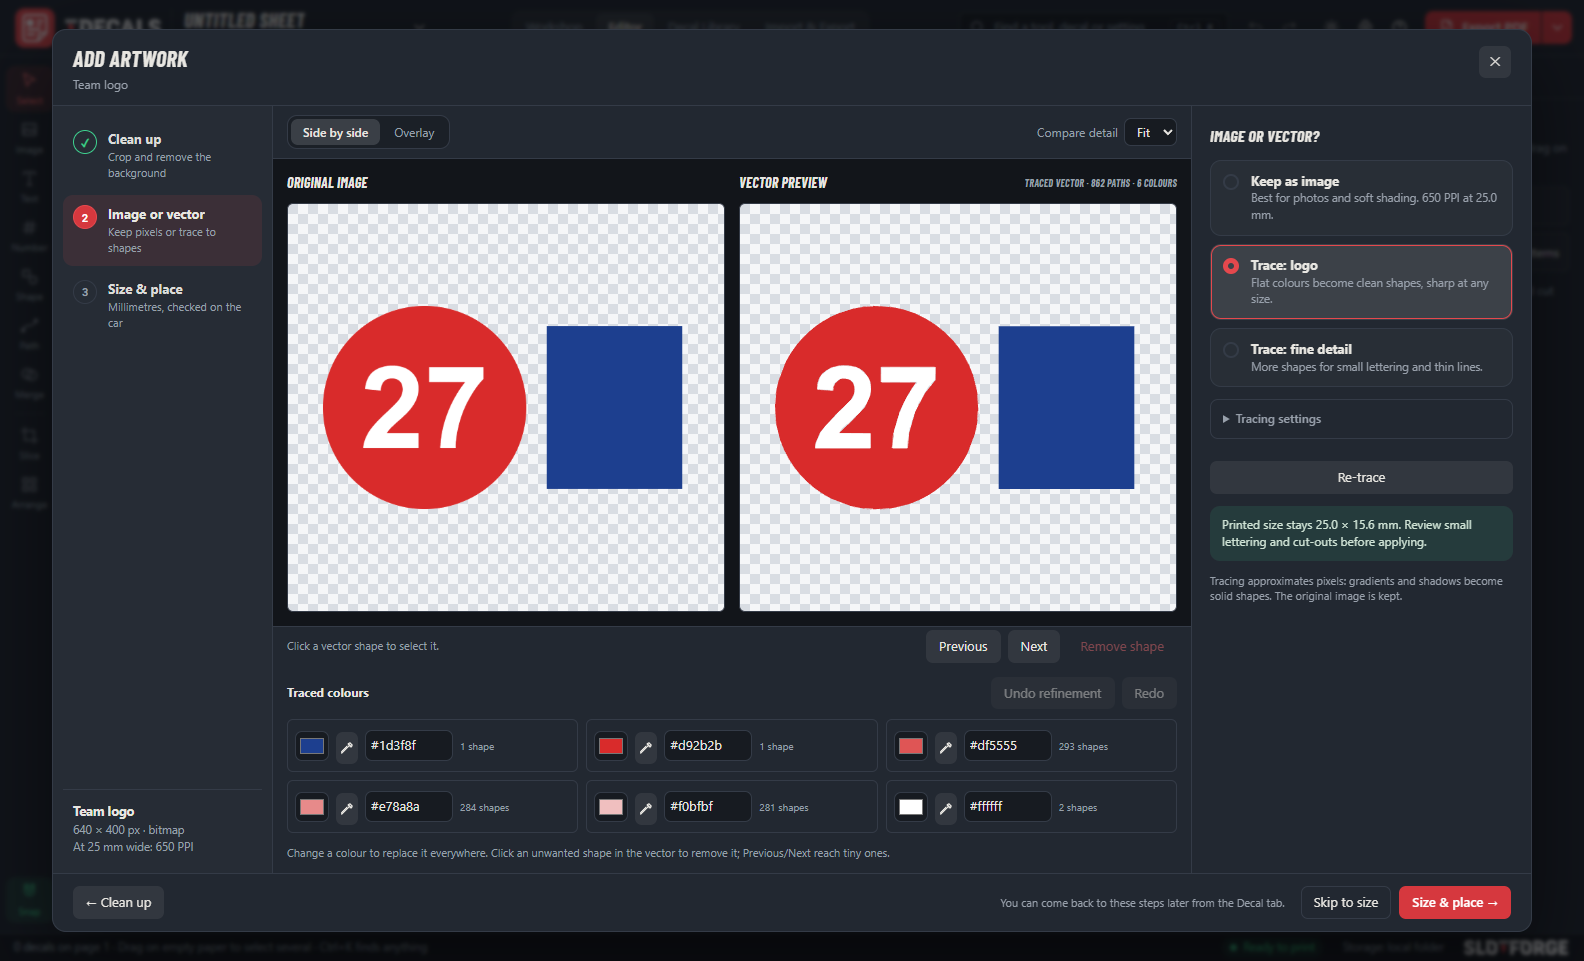 DECALS
UNTITLED SHEET
ADD ARTWORK
Team logo
Clean up
Crop and remove the
background
2
Image or vector
Keep pixels or trace to
shapes
3
Size & place
Millimetres, checked on the
car
Team logo
640 × 400 px · bitmap
At 25 mm wide: 650 PPI
Side by side
Overlay
Compare detail
Fit
ORIGINAL IMAGE
VECTOR PREVIEW
TRACED VECTOR · 862 PATHS · 6 COLOURS
27
27
Click a vector shape to select it.
Previous
Next
Remove shape
Traced colours
Undo refinement
Redo
#1d3f8f
1 shape
#d92b2b
1 shape
#df5555
293 shapes
#e78a8a
284 shapes
#f0bfbf
281 shapes
#ffffff
2 shapes
Change a colour to replace it everywhere. Click an unwanted shape in the vector to remove it; Previous/Next reach tiny ones.
IMAGE OR VECTOR?
Keep as image
Best for photos and soft shading. 650 PPI at 25.0
mm.
Trace: logo
Flat colours become clean shapes, sharp at any
size.
Trace: fine detail
More shapes for small lettering and thin lines.
Tracing settings
Re-trace
Printed size stays 25.0 × 15.6 mm. Review small
lettering and cut-outs before applying.
Tracing approximates pixels: gradients and shadows become
solid shapes. The original image is kept.
← Clean up
You can come back to these steps later from the Decal tab.
Skip to size
Size & place →